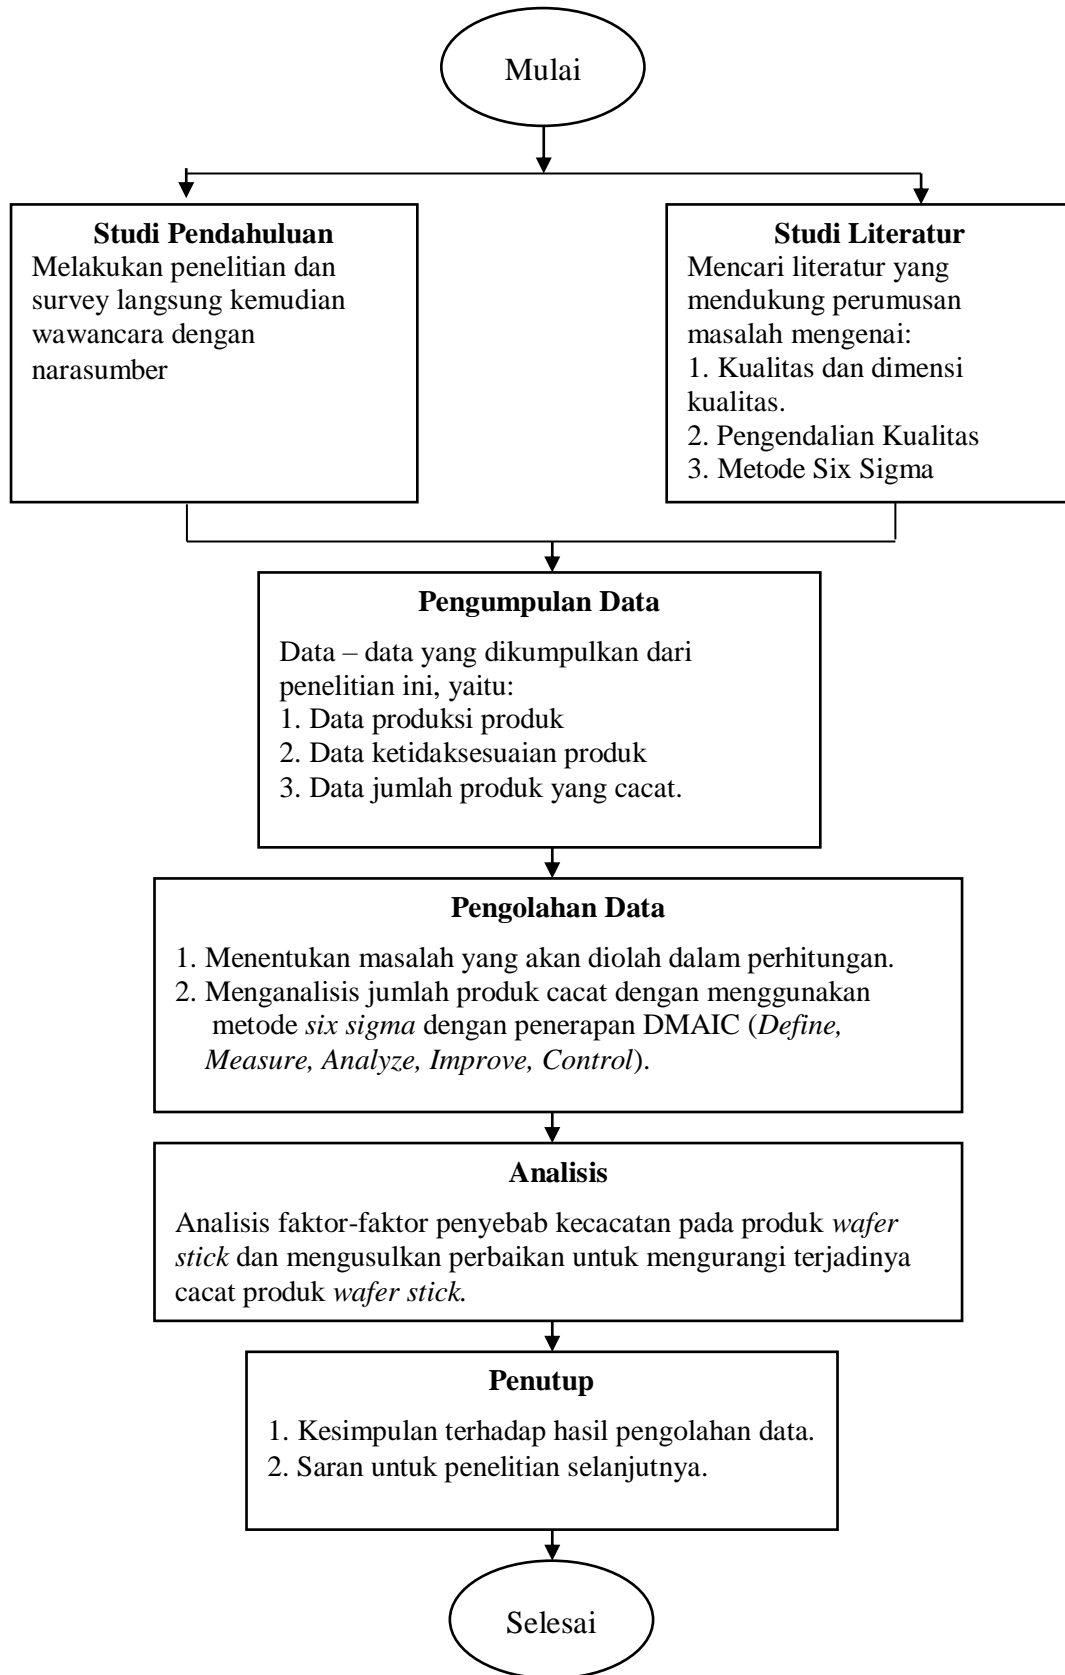 Mulai
Studi Pendahuluan
Melakukan penelitian dan
survey langsung kemudian
wawancara dengan
narasumber
Studi Literatur
Mencari literatur yang
mendukung perumusan
masalah mengenai:
1. Kualitas dan dimensi
kualitas.
2. Pengendalian Kualitas
3. Metode Six Sigma
Pengumpulan Data
Data – data yang dikumpulkan dari
penelitian ini, yaitu:
1. Data produksi produk
2. Data ketidaksesuaian produk
3. Data jumlah produk yang cacat.
Pengolahan Data
1. Menentukan masalah yang akan diolah dalam perhitungan.
2. Menganalisis jumlah produk cacat dengan menggunakan
metode six sigma dengan penerapan DMAIC (Define,
Measure, Analyze, Improve, Control).
Analisis
Analisis faktor-faktor penyebab kecacatan pada produk wafer
stick dan mengusulkan perbaikan untuk mengurangi terjadinya
cacat produk wafer stick.
Penutup
1. Kesimpulan terhadap hasil pengolahan data.
2. Saran untuk penelitian selanjutnya.
Selesai